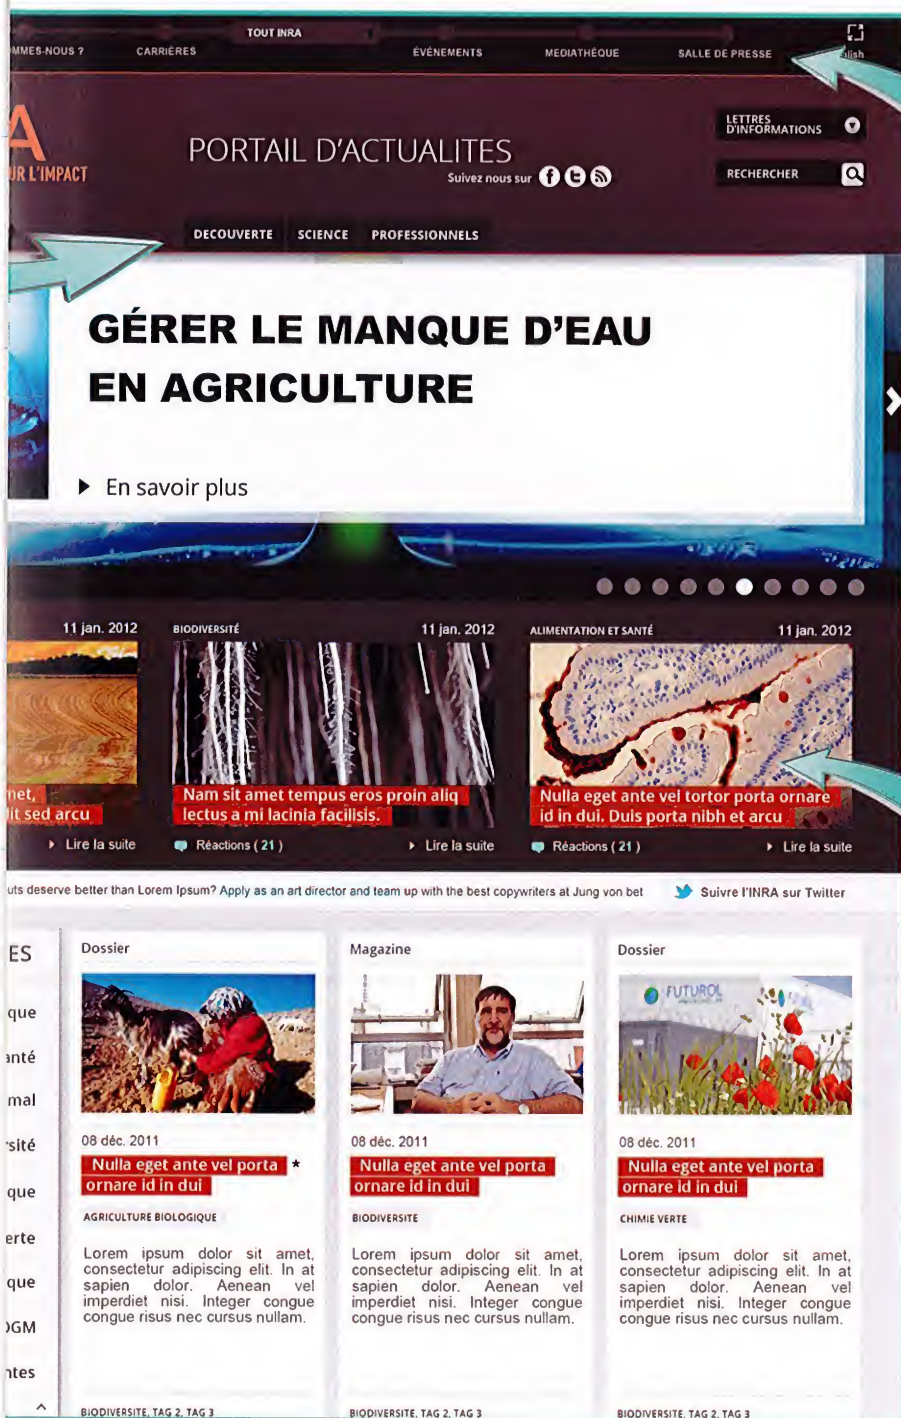 TOUT INRA
MMES-NOUS ?
CARRIÈRES
ÉVÉNEMENTS
MEDIATHÈQUE
SALLE DE PRESSE
lish
A
UR L'IMPACT
PORTAIL D'ACTUALITES
Suivez nous sur
LETTRES
D'INFORMATIONS
RECHERCHER
DECOUVERTE
SCIENCE
PROFESSIONNELS
GÉRER LE MANQUE D'EAU
EN AGRICULTURE
En savoir plus
11 jan. 2012
met,
lit sed arcu
Lire la suite
BIODIVERSITÉ
11 jan. 2012
Nam sit amet tempus eros proin aliq
lectus a mi lacinia facilisis.
Réactions ( 21 )
Lire la suite
ALIMENTATION ET SANTÉ
11 jan. 2012
Nulla eget ante vel tortor porta ornare
id in dui. Duis porta nibh et arcu
Réactions ( 21 )
Lire la suite
uts deserve better than Lorem Ipsum? Apply as an art director and team up with the best copywriters at Jung von bet
Suivre l'INRA sur Twitter
ES
que
anté
mal
rsité
que
erte
que
OGM
ntes
Dossier
08 déc. 2011
Nulla eget ante vel porta *
ornare id in dui
AGRICULTURE BIOLOGIQUE
Lorem ipsum dolor sit amet,
consectetur adipiscing elit. In at
sapien dolor. Aenean vel
imperdiet nisi. Integer congue
congue risus nec cursus nullam.
BIODIVERSITE, TAG 2, TAG 3
Magazine
08 déc. 2011
Nulla eget ante vel porta
ornare id in dui
BIODIVERSITE
Lorem ipsum dolor sit amet,
consectetur adipiscing elit. In at
sapien dolor. Aenean vel
imperdiet nisi. Integer congue
congue risus nec cursus nullam.
BIODIVERSITE, TAG 2, TAG 3
Dossier
FUTUROL
08 déc. 2011
Nulla eget ante vel porta
ornare id in dui
CHIMIE VERTE
Lorem ipsum dolor sit amet,
consectetur adipiscing elit. In at
sapien dolor. Aenean vel
imperdiet nisi. Integer congue
congue risus nec cursus nullam.
BIODIVERSITE, TAG 2, TAG 3